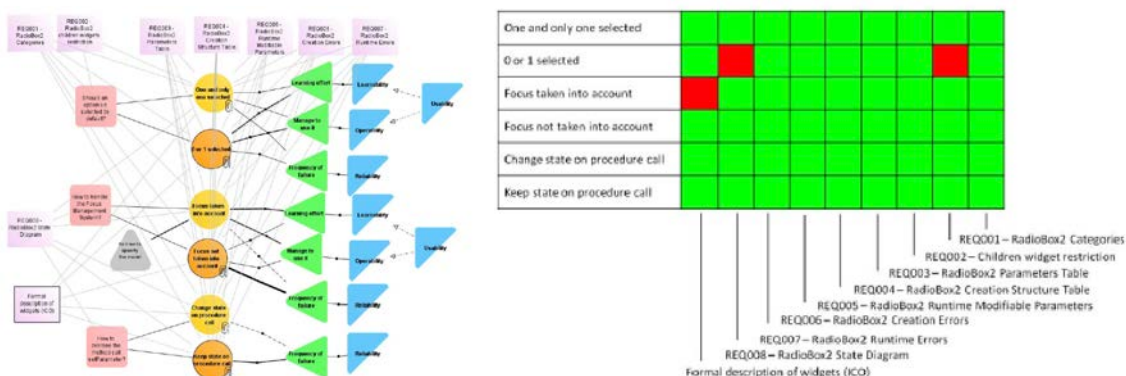 REQ001 -
RadioBox2
Categories
REQ002 -
RadioBox2
children widgets
restriction
REQ003 -
RadioBox2
Parameters
Table
REQ004 -
RadioBox2
Creation
Structure Table
REQ005 -
RadioBox2
Runtime
Modifiable
Parameters
REQ006 -
RadioBox2
Creation Errors
REQ007 -
RadioBox2
Runtime Errors
Should an
option be
selected by
default?
One and only
one selected
0 or 1 selected
Learning effort
Manage to
use it
Frequency of
failure
Learnability
Operability
Reliability
Usability
How to handle
the Focus
Management
System?
Focus taken
into account
Focus not
taken into
account
Learning effort
Manage to
use it
Frequency of
failure
Learnability
Operability
Reliability
Usability
RadioBox2 State
Diagram
Formal
description of
widgets (ICO)
How to
process the
method call
setParameter?
Change state
on procedure
call
Keep state on
procedure call
Frequency of
failure
Reliability
One and only one selected
0 or 1 selected
Focus taken into account
Focus not taken into account
Change state on procedure call
Keep state on procedure call
REQ001 – RadioBox2 Categories
REQ002 – Children widget restriction
REQ003 – RadioBox2 Parameters Table
REQ004 – RadioBox2 Creation Structure Table
REQ005 – RadioBox2 Runtime Modifiable Parameters
REQ006 – RadioBox2 Creation Errors
REQ007 – RadioBox2 Runtime Errors
REQ008 – RadioBox2 State Diagram
Formal description of widgets (ICO)